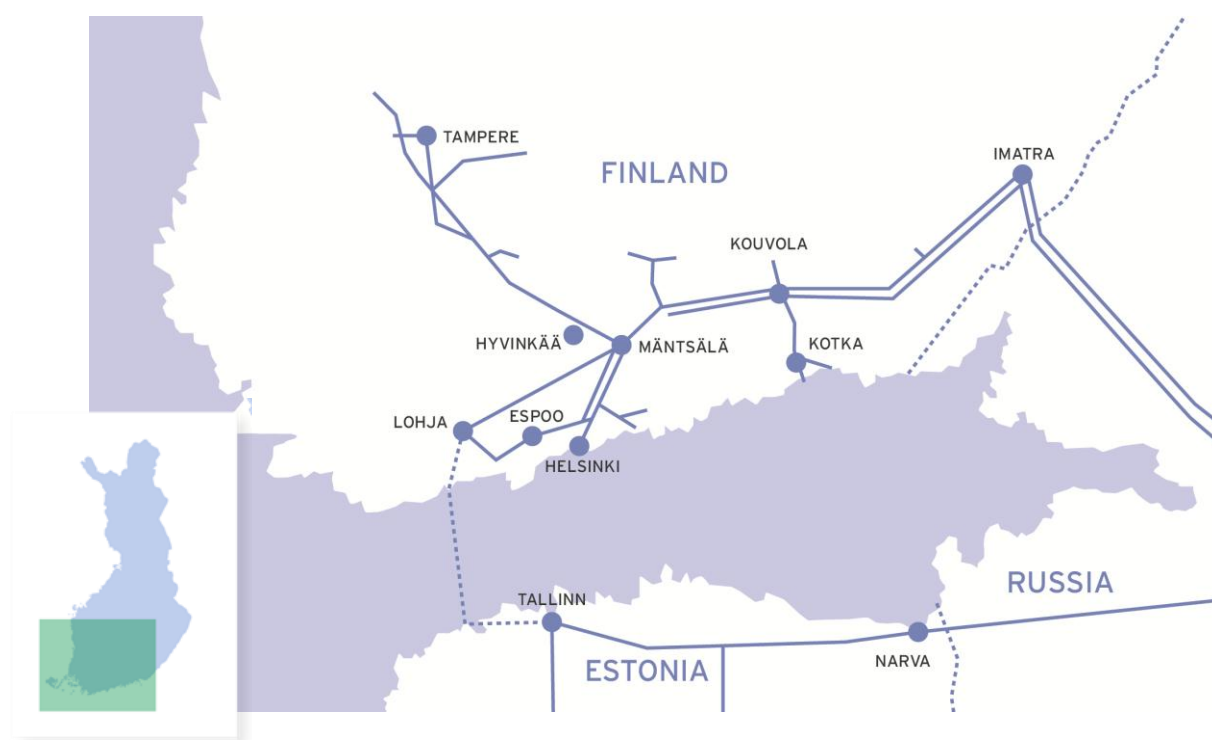 TAMPERE
FINLAND
IMATRA
KOUVOLA
HYVINKÄÄ
MÄNTSÄLÄ
KOTKA
LOHJA
ESPOO
HELSINKI
TALLINN
RUSSIA
ESTONIA
NARVA